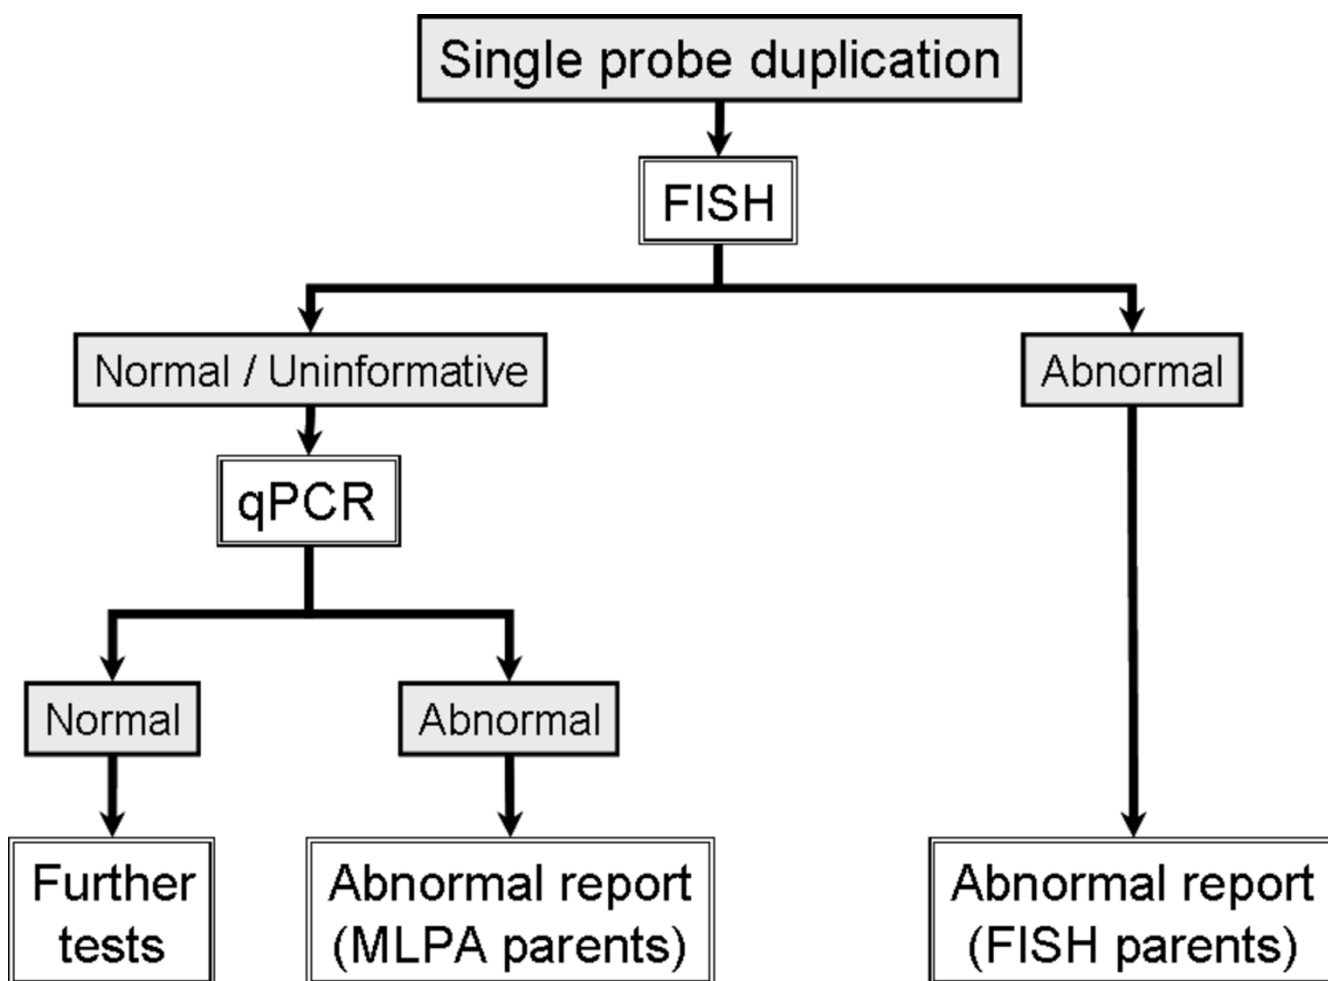 Single probe duplication
FISH
Normal / Uninformative
Abnormal
qPCR
Normal
Abnormal
Further
tests
Abnormal report
(MLPA parents)
Abnormal report
(FISH parents)